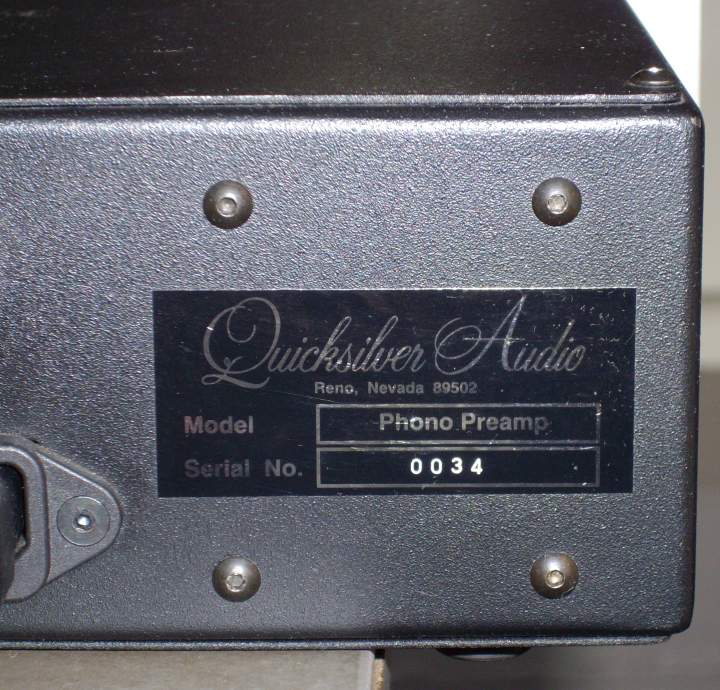 Quicksilver Audio
Reno, Nevada 89502
Model Phono Preamp
Serial No. 0034